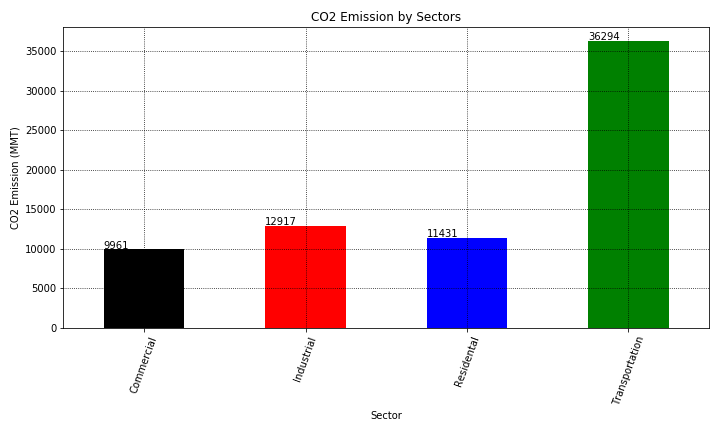 CO2 Emission by Sectors
CO2 Emission (MMT)
35000
30000
25000
20000
15000
10000
5000
0
9961
12917
11431
36294
Commercial
Industrial
Residental
Transportation
Sector